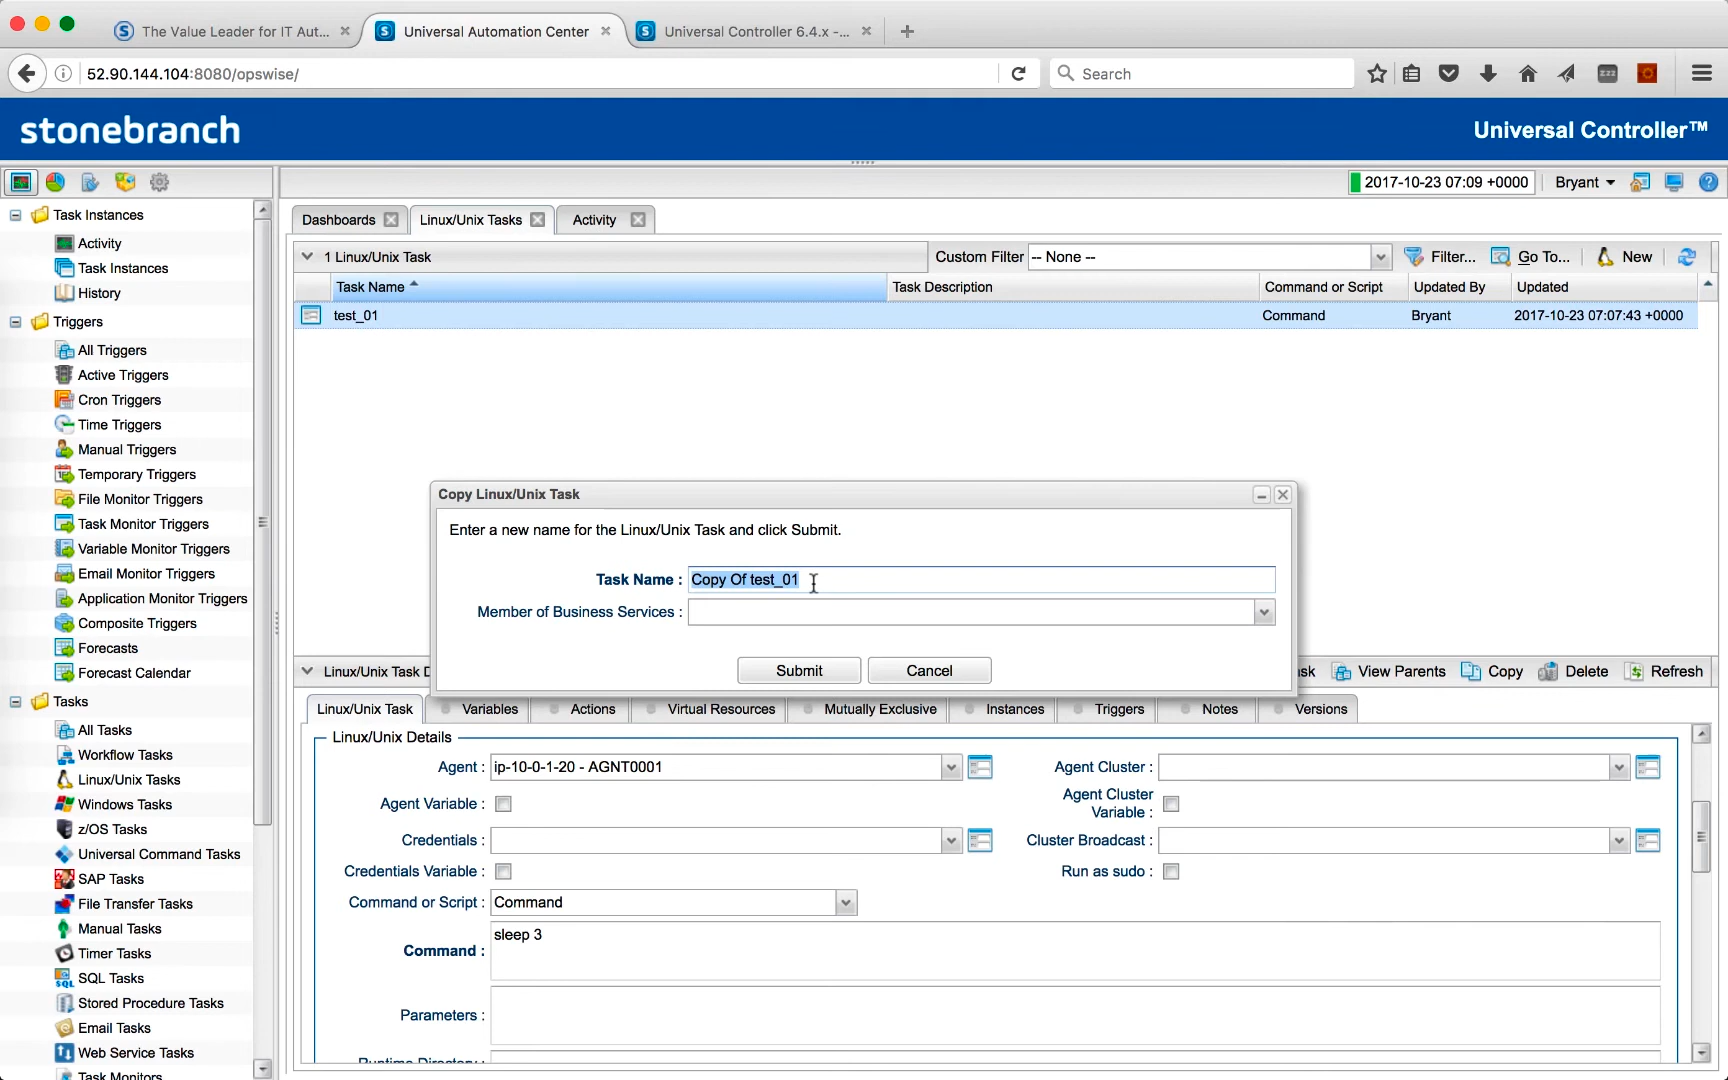 The Value Leader for IT Aut...
Universal Automation Center
Universal Controller 6.4.x -...
52.90.144.104:8080/opswise/
Search
stonebranch
Universal Controller™
2017-10-23 07:09 +0000
Bryant
Task Instances
Activity
Task Instances
History
Triggers
All Triggers
Active Triggers
Cron Triggers
Time Triggers
Manual Triggers
Temporary Triggers
File Monitor Triggers
Task Monitor Triggers
Variable Monitor Triggers
Email Monitor Triggers
Application Monitor Triggers
Composite Triggers
Forecasts
Forecast Calendar
Tasks
All Tasks
Workflow Tasks
Linux/Unix Tasks
Windows Tasks
z/OS Tasks
Universal Command Tasks
SAP Tasks
File Transfer Tasks
Manual Tasks
Timer Tasks
SQL Tasks
Stored Procedure Tasks
Email Tasks
Web Service Tasks
Task Monitors
Dashboards
Linux/Unix Tasks
Activity
1 Linux/Unix Task
Custom Filter -- None --
Filter...
Go To...
New
Task Name
Task Description
Command or Script
Updated By
Updated
test_01
Command
Bryant
2017-10-23 07:07:43 +0000
Copy Linux/Unix Task
Enter a new name for the Linux/Unix Task and click Submit.
Task Name : Copy Of test_01
Member of Business Services :
Submit
Cancel
Linux/Unix Task D
sk
View Parents
Copy
Delete
Refresh
Linux/Unix Task
Variables
Actions
Virtual Resources
Mutually Exclusive
Instances
Triggers
Notes
Versions
Linux/Unix Details
Agent : ip-10-0-1-20 - AGNT0001
Agent Cluster :
Agent Variable :
Agent Cluster
Variable :
Credentials :
Cluster Broadcast :
Credentials Variable :
Run as sudo :
Command or Script : Command
Command : sleep 3
Parameters :
Runtime Directory :